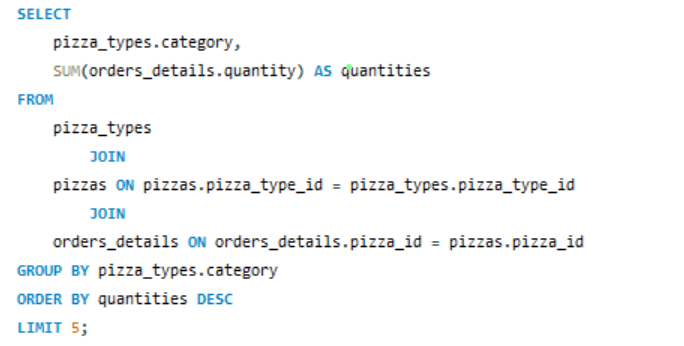 SELECT
pizza_types.category,
SUM(orders_details.quantity) AS quantities
FROM
pizza_types
JOIN
pizzas ON pizzas.pizza_type_id = pizza_types.pizza_type_id
JOIN
orders_details ON orders_details.pizza_id = pizzas.pizza_id
GROUP BY pizza_types.category
ORDER BY quantities DESC
LIMIT 5;